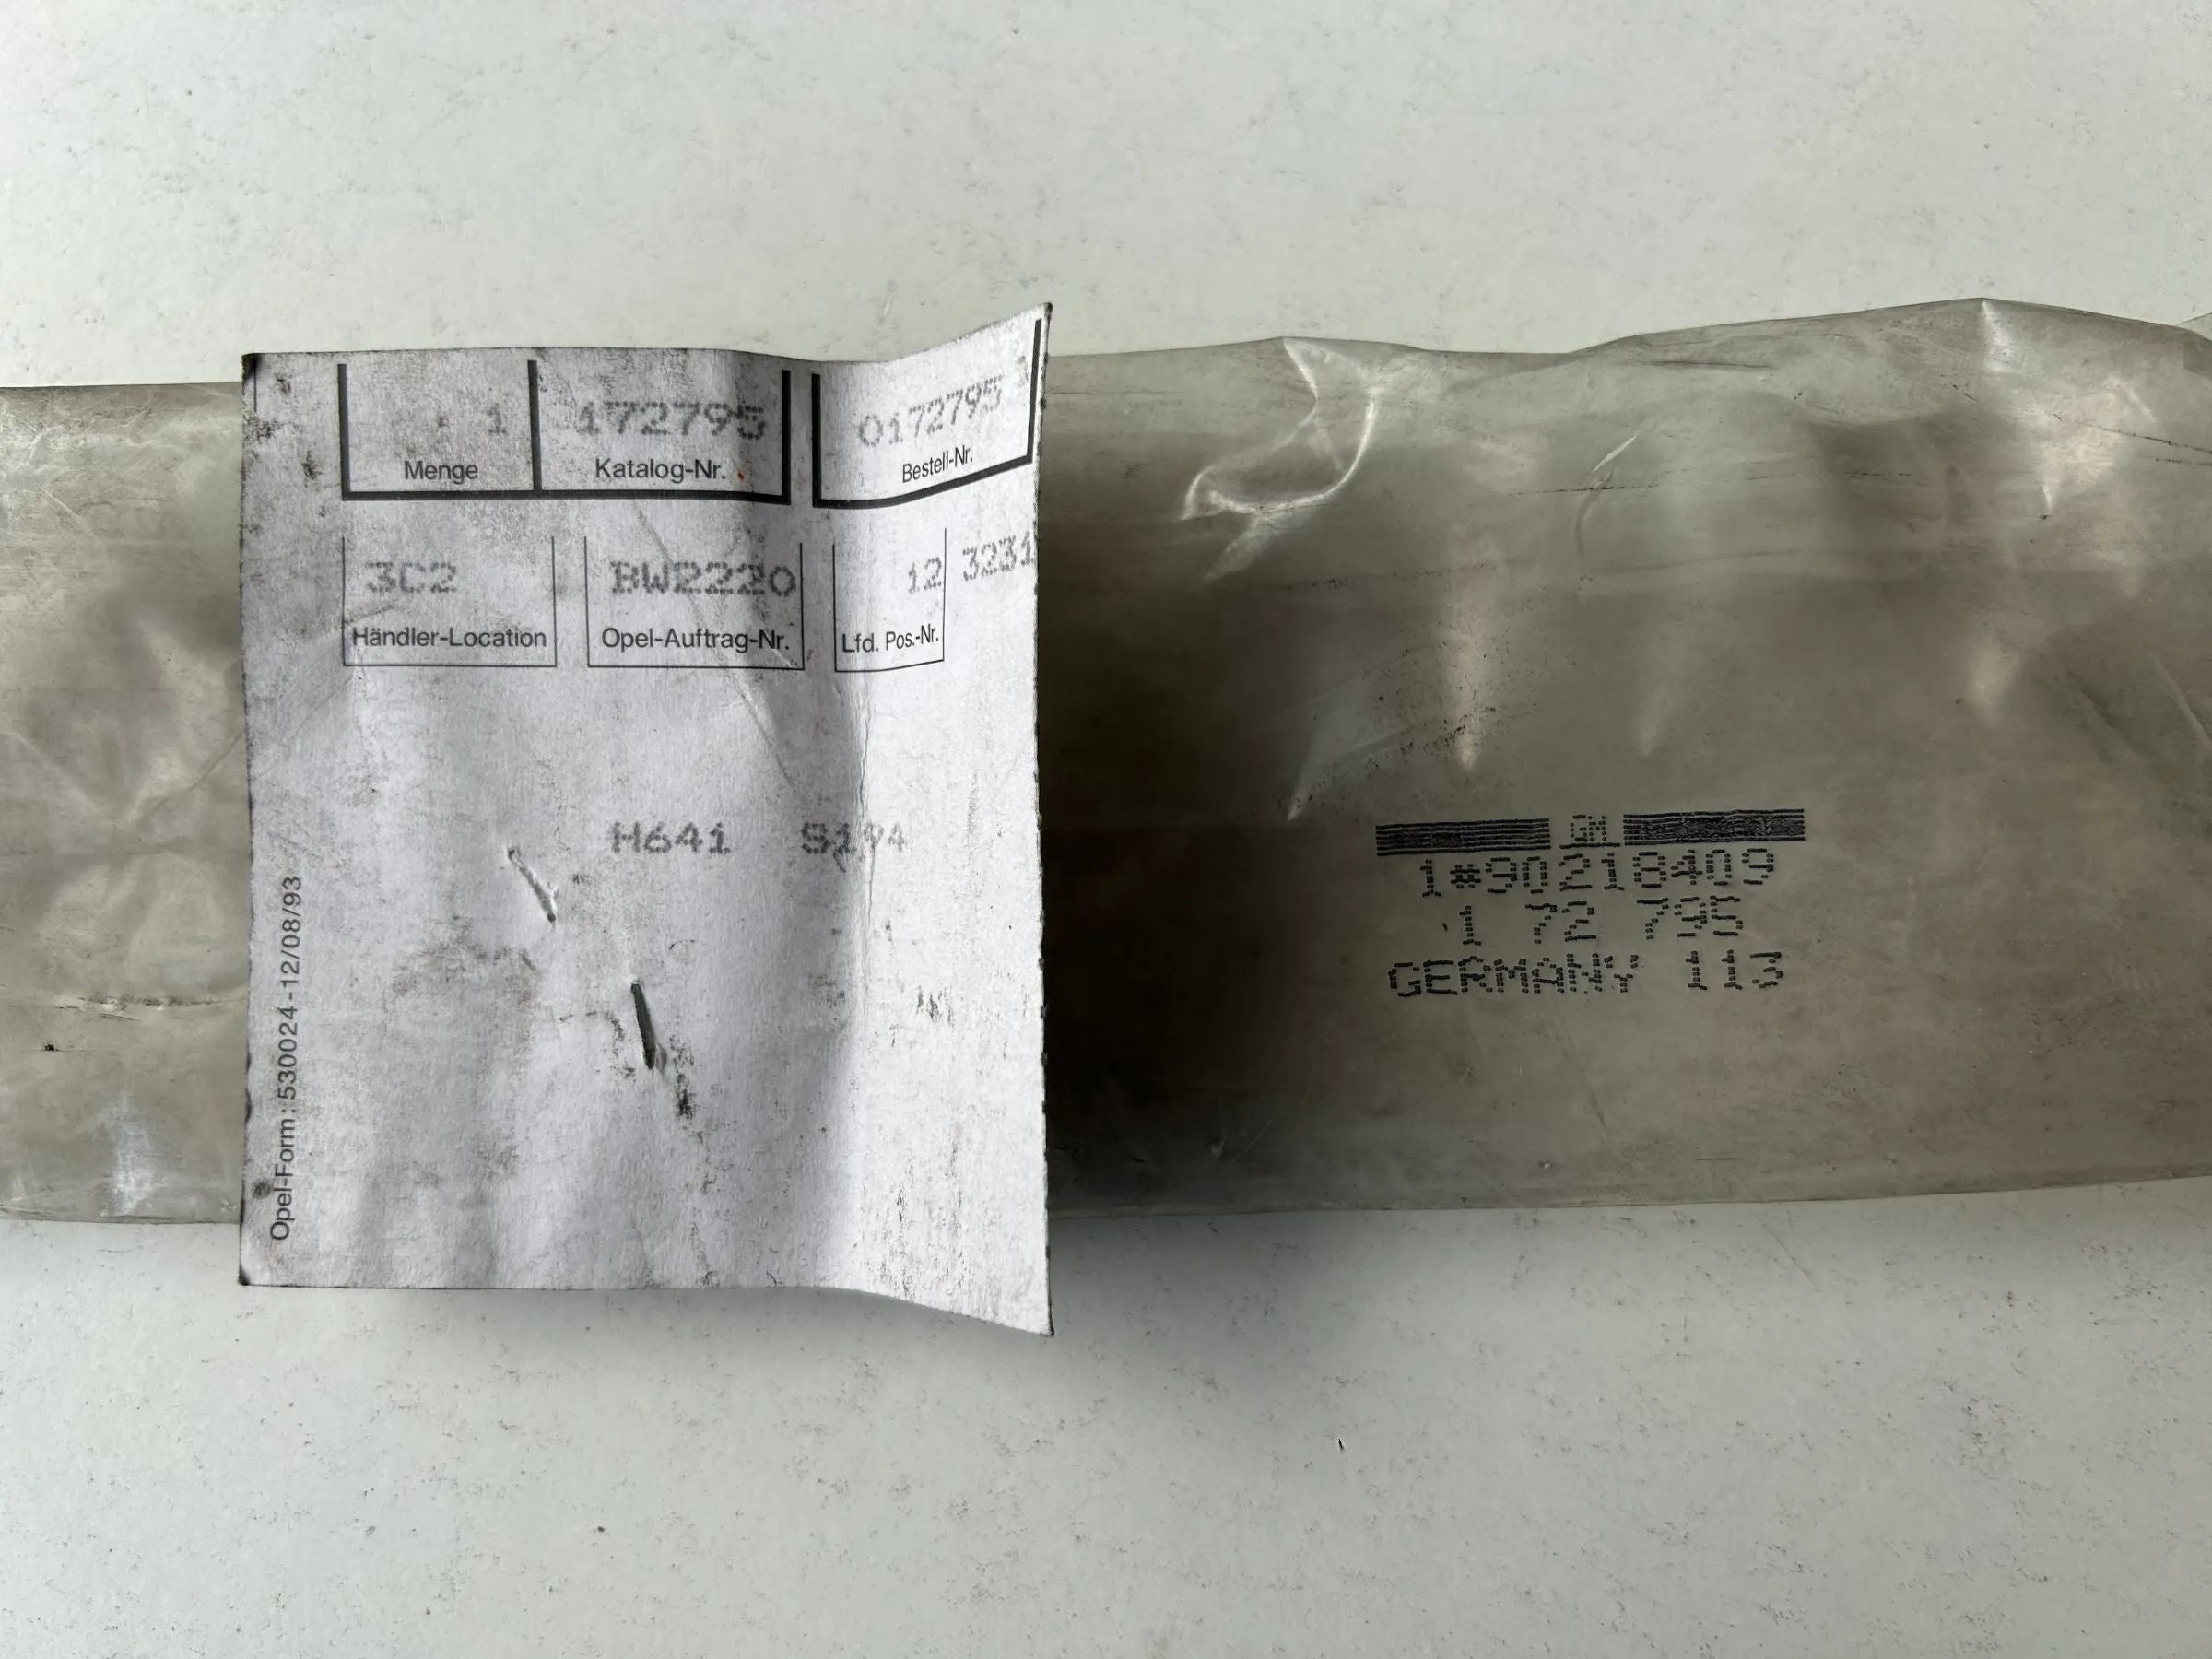 1 172795 0172795
Menge Katalog-Nr. Bestell-Nr.
3C2 BW2220 12 3231
Händler-Location Opel-Auftrag-Nr. Lfd. Pos.-Nr.
H641 S194
Opel-Form: 530024-12/08/93
GM
1*90218409
1 72 795
GERMANY 113